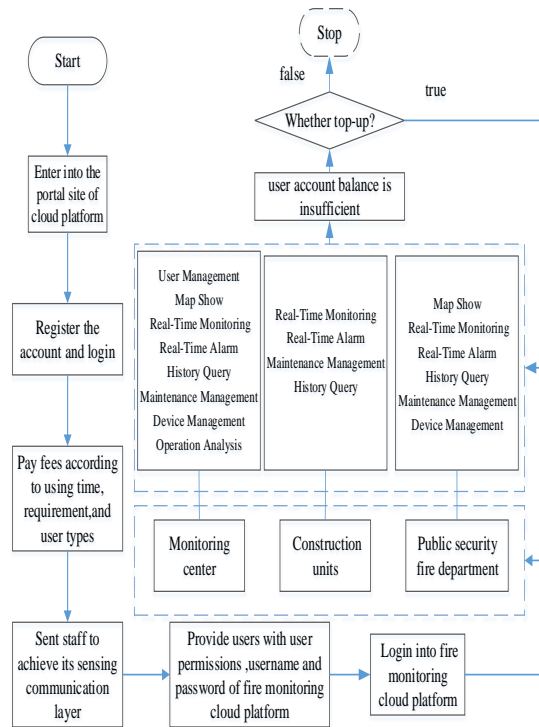 Start
Enter into the
portal site of
cloud platform
Register the
account and login
Pay fees according
to using time,
requirement,and
user types
Sent staff to
achieve its sensing
communication
layer
Provide users with user
permissions ,username and
password of fire monitoring
cloud platform
Login into fire
monitoring
cloud platform
Monitoring
center
Construction
units
Public security
fire department
User Management
Map Show
Real-Time Monitoring
Real-Time Alarm
History Query
Maintenance Management
Device Management
Operation Analysis
Real-Time Monitoring
Real-Time Alarm
Maintenance Management
History Query
Map Show
Real-Time Monitoring
Real-Time Alarm
History Query
Maintenance Management
Device Management
user account balance is
insufficient
Whether top-up?
false
true
Stop